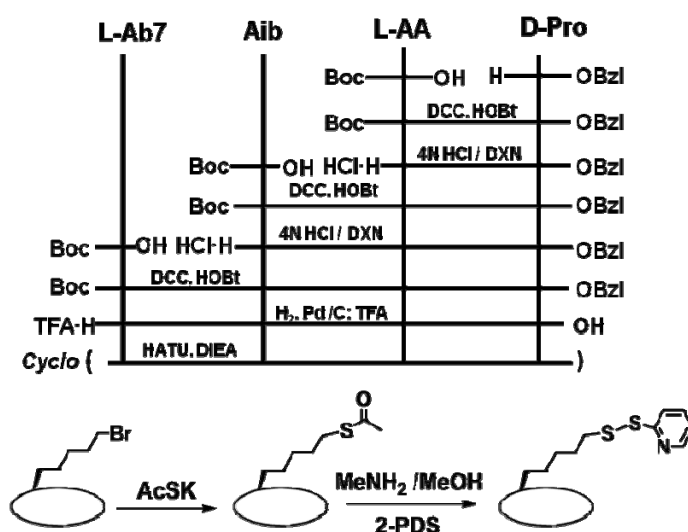 L-Ab7 Aib L-AA D-Pro
Boc OH H OBzl
Boc DCC. HOBt OBzl
Boc OH HCl·H 4N HCl / DXN OBzl
Boc DCC. HOBt OBzl
Boc OH HCl·H 4N HCl / DXN OBzl
Boc DCC. HOBt OBzl
TFA·H H₂. Pd/C: TFA OH
Cyclo ( HATU. DIEA )
Br
AcSK
O
S
MeNH₂ /MeOH
2-PDS
S S
N